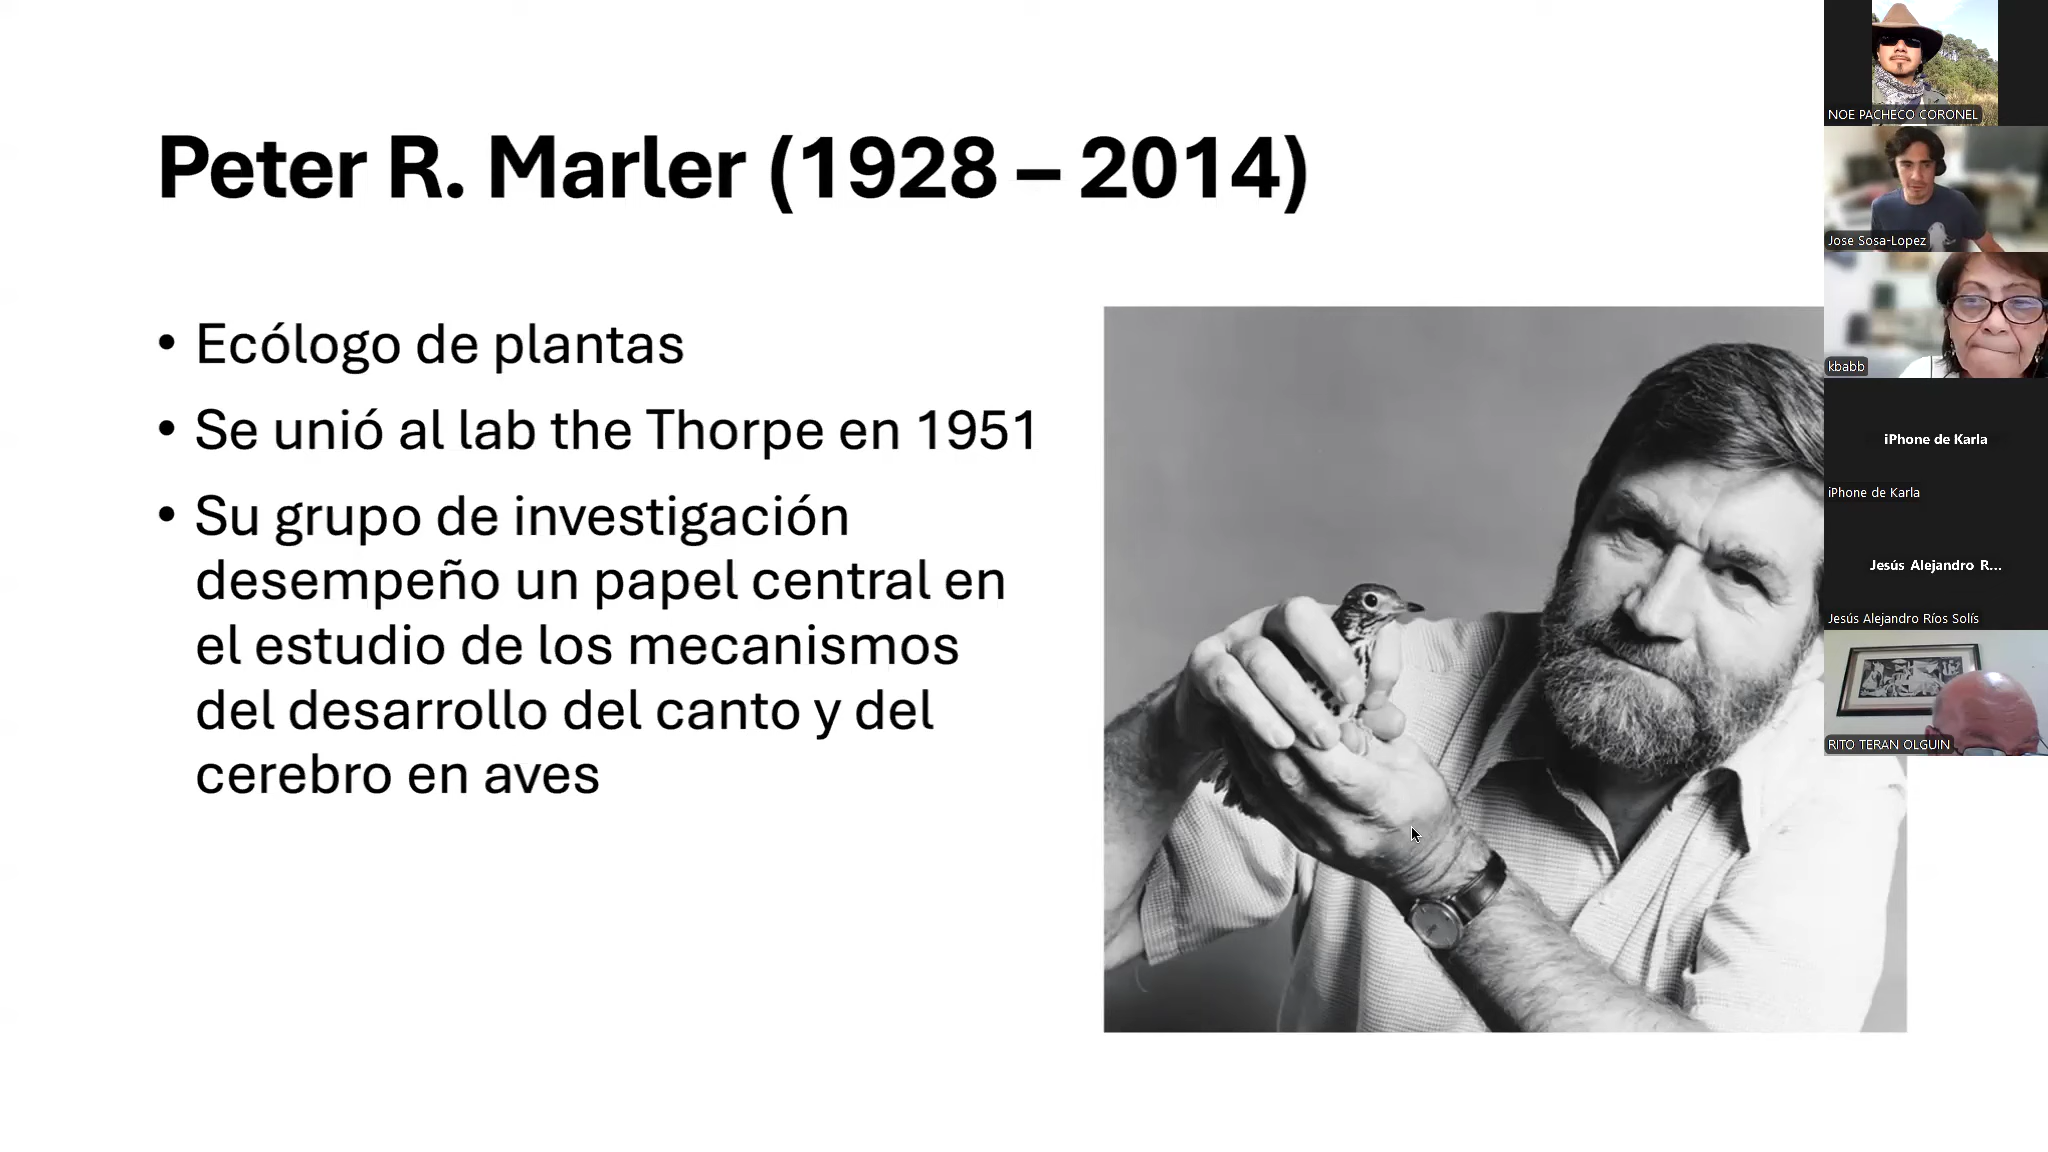 Peter R. Marler (1928 – 2014)
• Ecólogo de plantas
• Se unió al lab the Thorpe en 1951
• Su grupo de investigación
desempeño un papel central en
el estudio de los mecanismos
del desarrollo del canto y del
cerebro en aves
NOE PACHECO CORONEL
Jose Sosa-Lopez
kbabb
iPhone de Karla
iPhone de Karla
Jesús Alejandro R...
Jesús Alejandro Ríos Solís
RITO TERAN OLGUIN